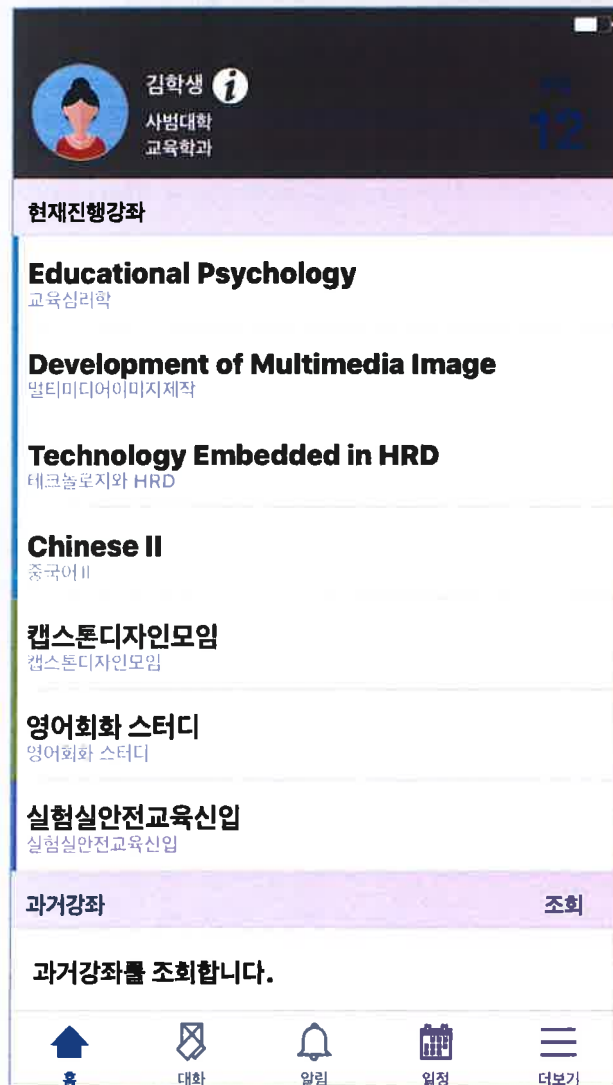 김학생
사범대학
교육학과
12
현재진행강좌
Educational Psychology
교육심리학
Development of Multimedia Image
멀티미디어이미지제작
Technology Embedded in HRD
테크놀로지와 HRD
Chinese II
중국어 II
캡스톤디자인모임
캡스톤디자인모임
영어회화 스터디
영어회화 스터디
실험실안전교육신입
실험실안전교육신입
과거강좌 조회
과거강좌를 조회합니다.
홈 대화 알림 일정 더보기